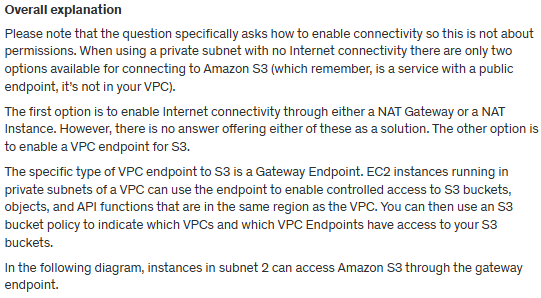 Overall explanation
Please note that the question specifically asks how to enable connectivity so this is not about
permissions. When using a private subnet with no Internet connectivity there are only two
options available for connecting to Amazon S3 (which remember, is a service with a public
endpoint, it's not in your VPC).
The first option is to enable Internet connectivity through either a NAT Gateway or a NAT
Instance. However, there is no answer offering either of these as a solution. The other option is
to enable a VPC endpoint for S3.
The specific type of VPC endpoint to S3 is a Gateway Endpoint. EC2 instances running in
private subnets of a VPC can use the endpoint to enable controlled access to S3 buckets,
objects, and API functions that are in the same region as the VPC. You can then use an S3
bucket policy to indicate which VPCs and which VPC Endpoints have access to your S3
buckets.
In the following diagram, instances in subnet 2 can access Amazon S3 through the gateway
endpoint.